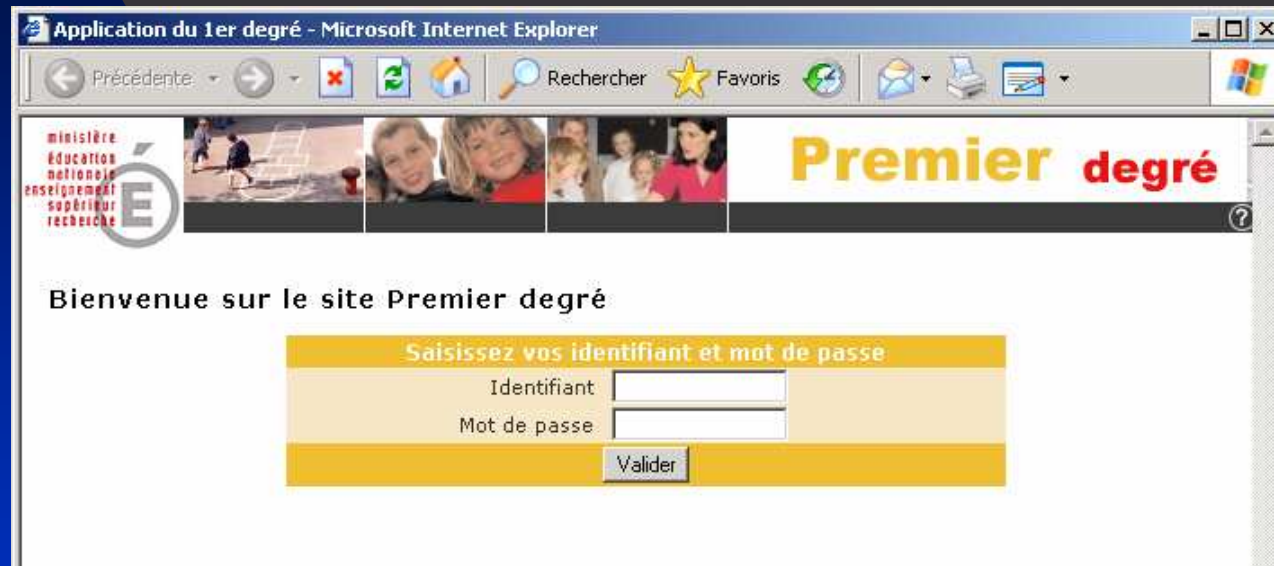 Application du 1er degré - Microsoft Internet Explorer
Précédente Rechercher Favoris
ministère
éducation
nationale
enseignement
supérieur
recherche
É
Premier degré
?
Bienvenue sur le site Premier degré
Saisissez vos identifiant et mot de passe
Identifiant
Mot de passe
Valider